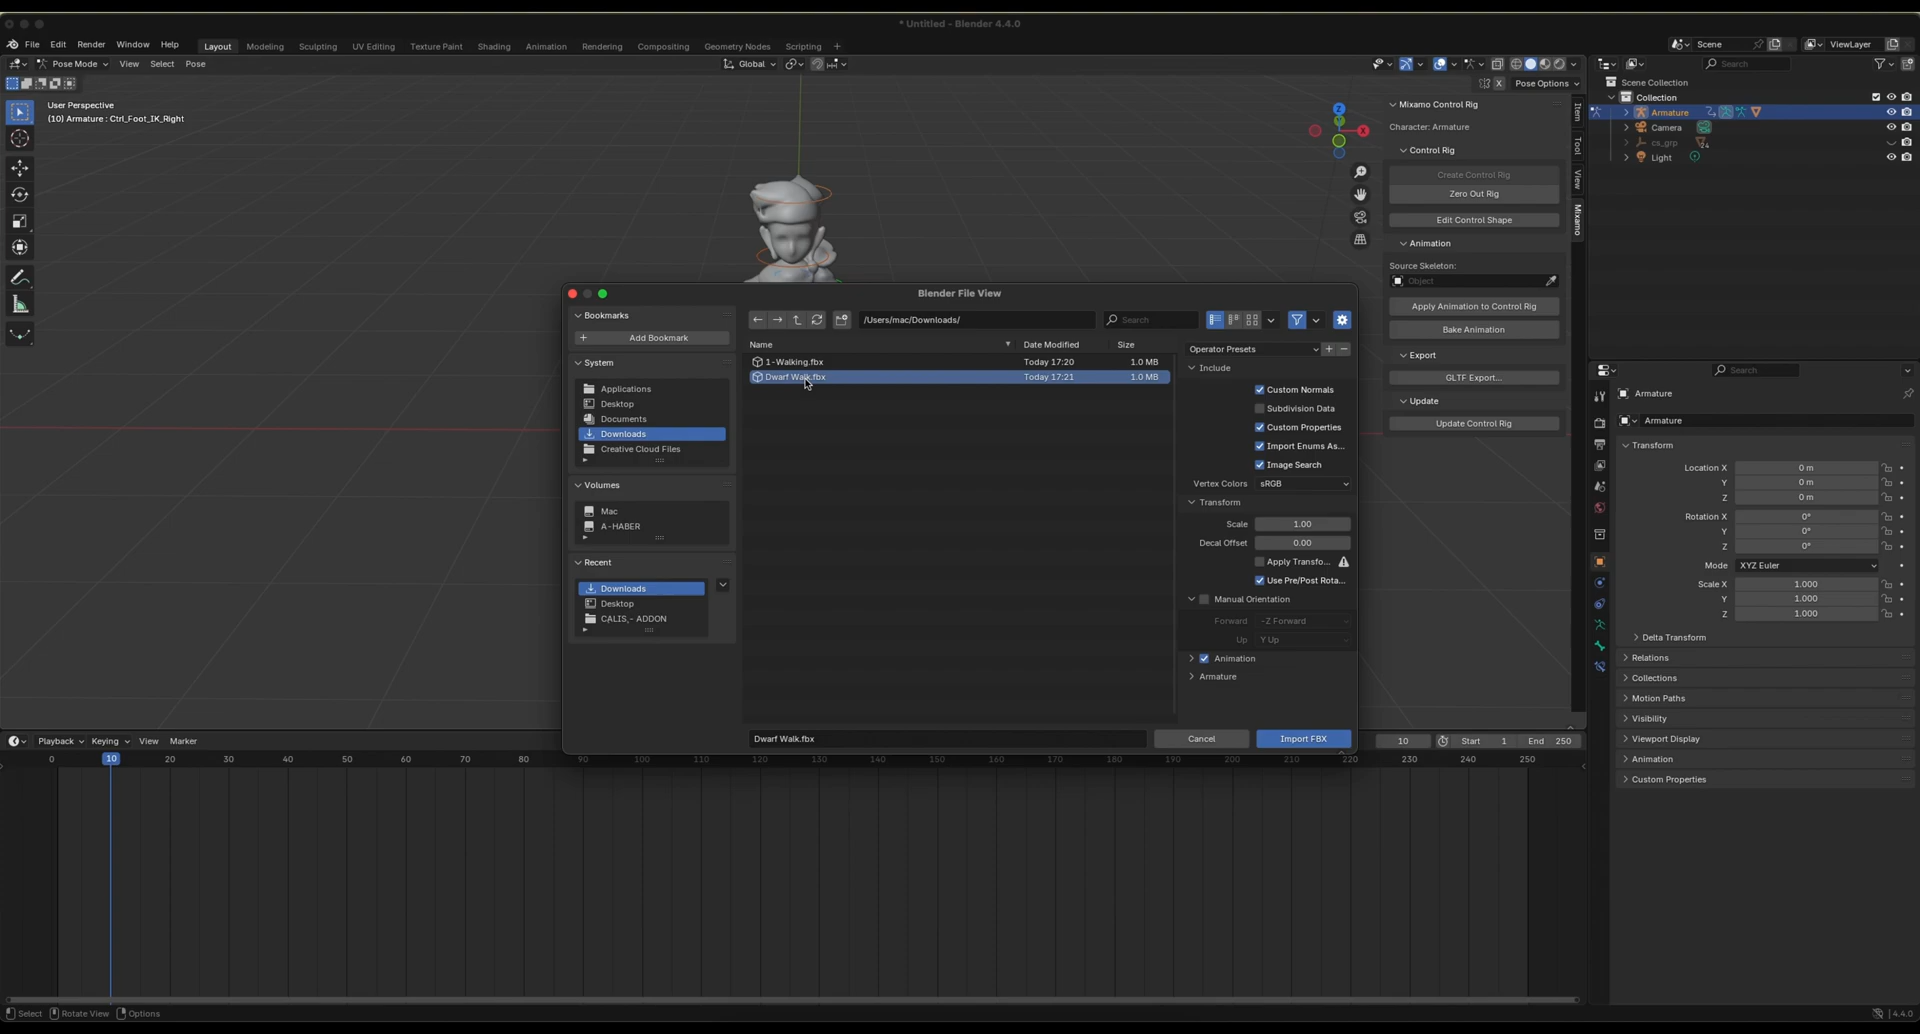 * Untitled - Blender 4.4.0
File Edit Render Window Help Layout Modeling Sculpting UV Editing Texture Paint Shading Animation Rendering Compositing Geometry Nodes Scripting + Scene ViewLayer
Pose Mode View Select Pose Global Search
X Pose Options
User Perspective
(10) Armature : Ctrl_Foot_IK_Right
Z
Y
X
Mixamo Control Rig
Character: Armature
Control Rig
Create Control Rig
Zero Out Rig
Edit Control Shape
Animation
Source Skeleton:
Object
Apply Animation to Control Rig
Bake Animation
Export
GLTF Export...
Update
Update Control Rig
Item
Tool
View
Mixamo
Scene Collection
Collection
Armature
Camera
cs_grp 24
Light
Blender File View
Bookmarks
Add Bookmark
System
Applications
Desktop
Documents
Downloads
Creative Cloud Files
Volumes
Mac
A-HABER
Recent
Downloads
Desktop
ÇALIŞ - ADDON
/Users/mac/Downloads/ Search
Name Date Modified Size
1-Walking.fbx Today 17:20 1.0 MB
Dwarf Walk.fbx Today 17:21 1.0 MB
Operator Presets
Include
Custom Normals
Subdivision Data
Custom Properties
Import Enums As...
Image Search
Vertex Colors sRGB
Transform
Scale 1.00
Decal Offset 0.00
Apply Transfo...
Use Pre/Post Rota...
Manual Orientation
Forward -Z Forward
Up Y Up
Animation
Armature
Dwarf Walk.fbx Cancel Import FBX
Search
Armature
Armature
Transform
Location X 0 m
Y 0 m
Z 0 m
Rotation X 0°
Y 0°
Z 0°
Mode XYZ Euler
Scale X 1.000
Y 1.000
Z 1.000
Delta Transform
Relations
Collections
Motion Paths
Visibility
Viewport Display
Animation
Custom Properties
Playback Keying View Marker 10 Start 1 End 250
0 10 20 30 40 50 60 70 80 90 100 110 120 130 140 150 160 170 180 190 200 210 220 230 240 250
Select Rotate View Options 4.4.0